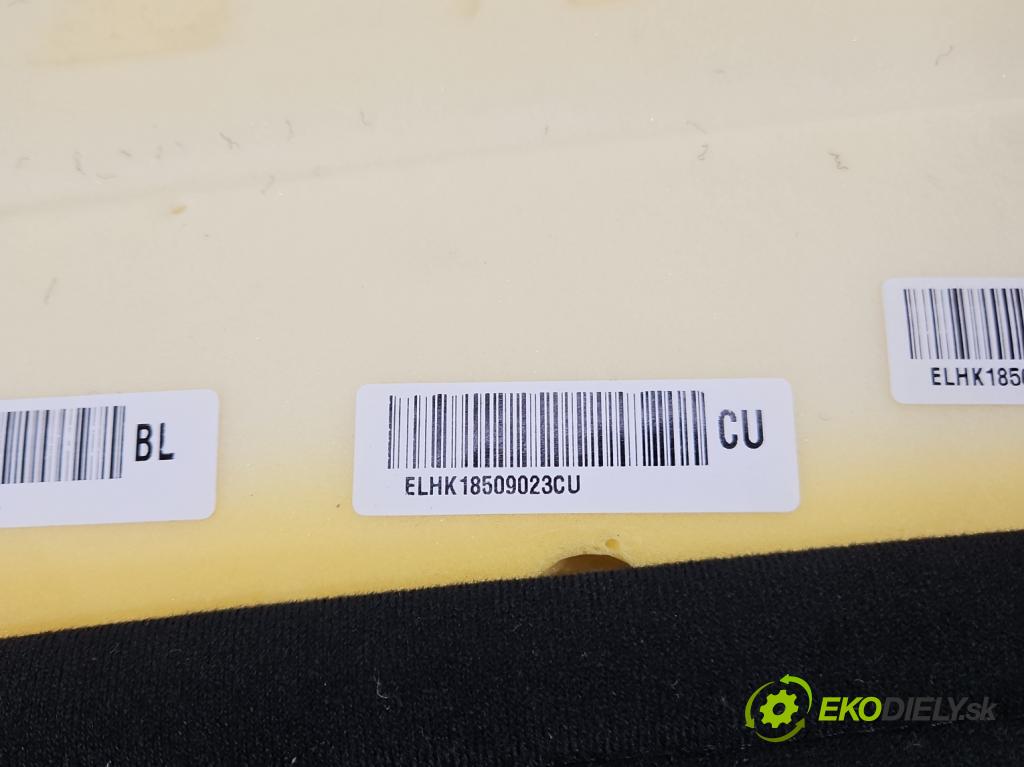 BL
CU
ELHK18509023CU
ELHK185
EKODIELY.sk